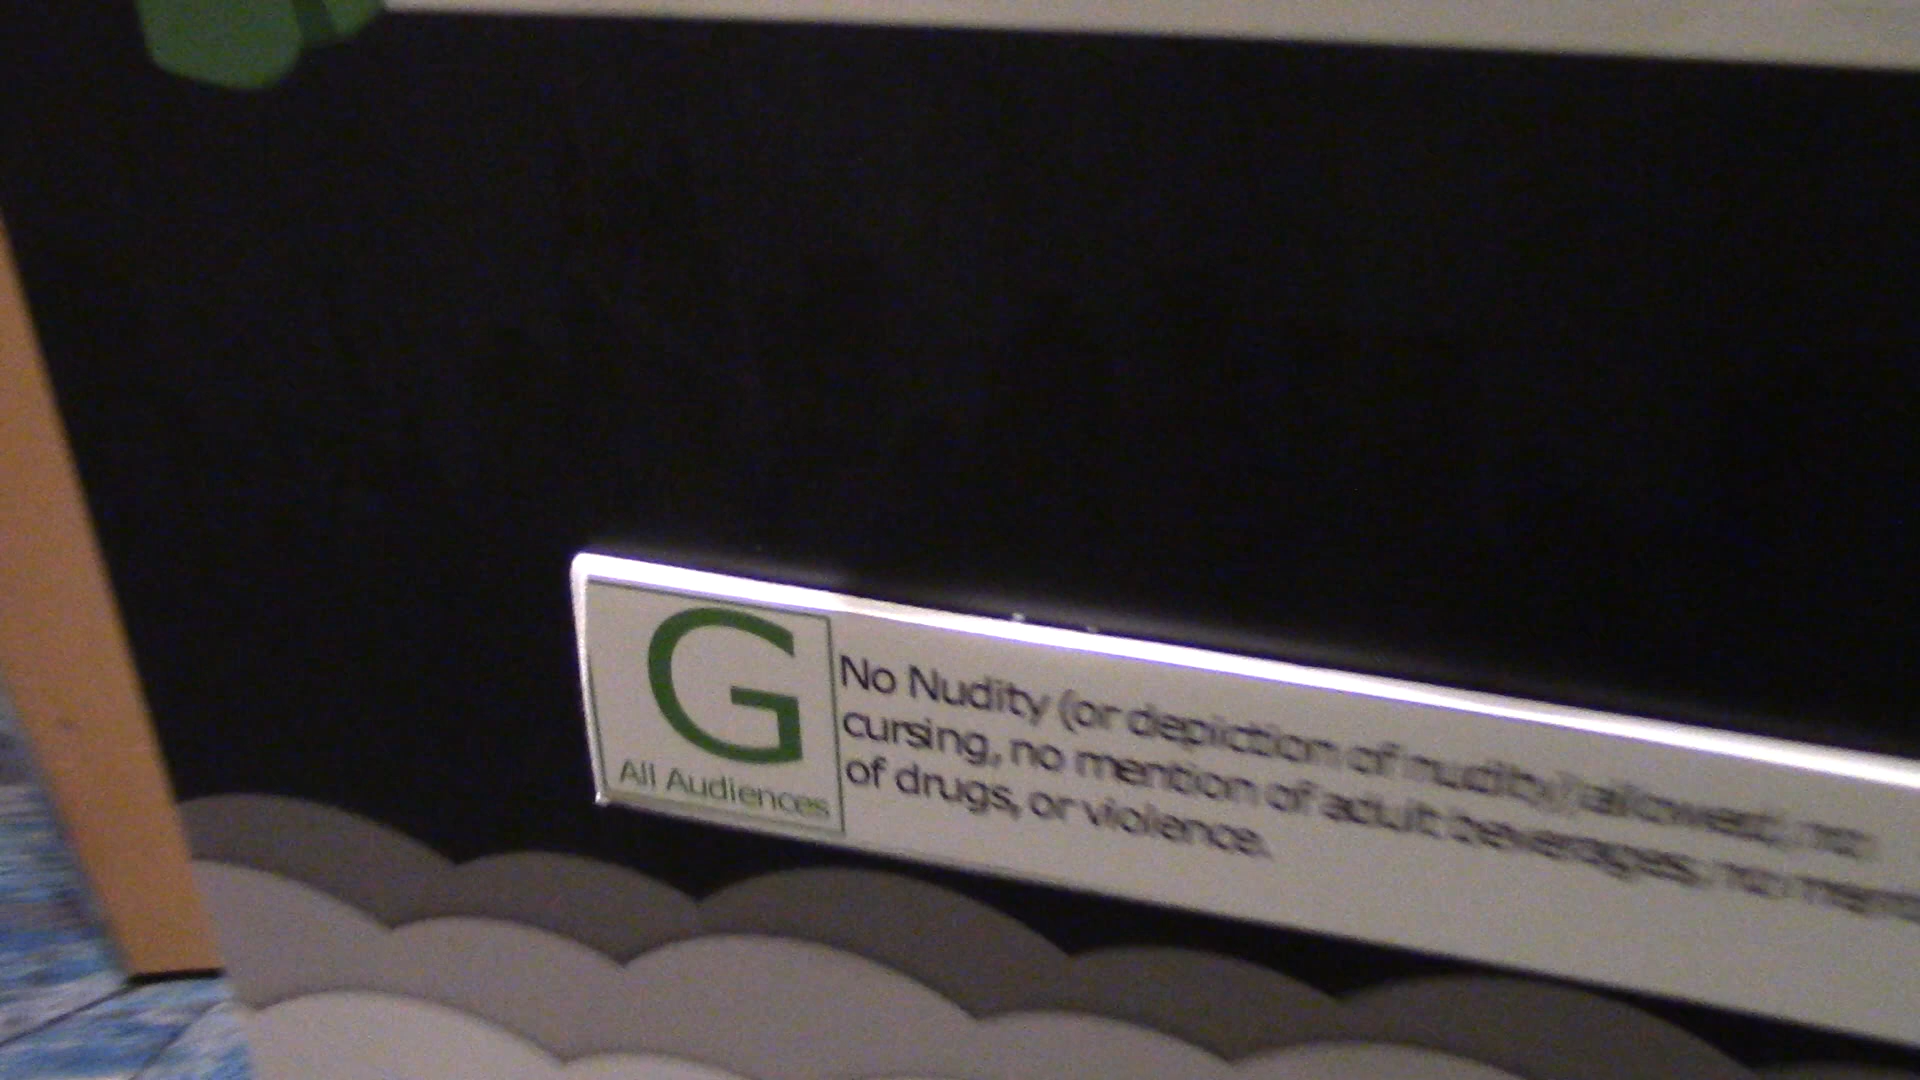 G
All Audiences
No Nudity (or depiction of nudity) allowed, no
cursing, no mention of adult beverages, no
of drugs, or violence.